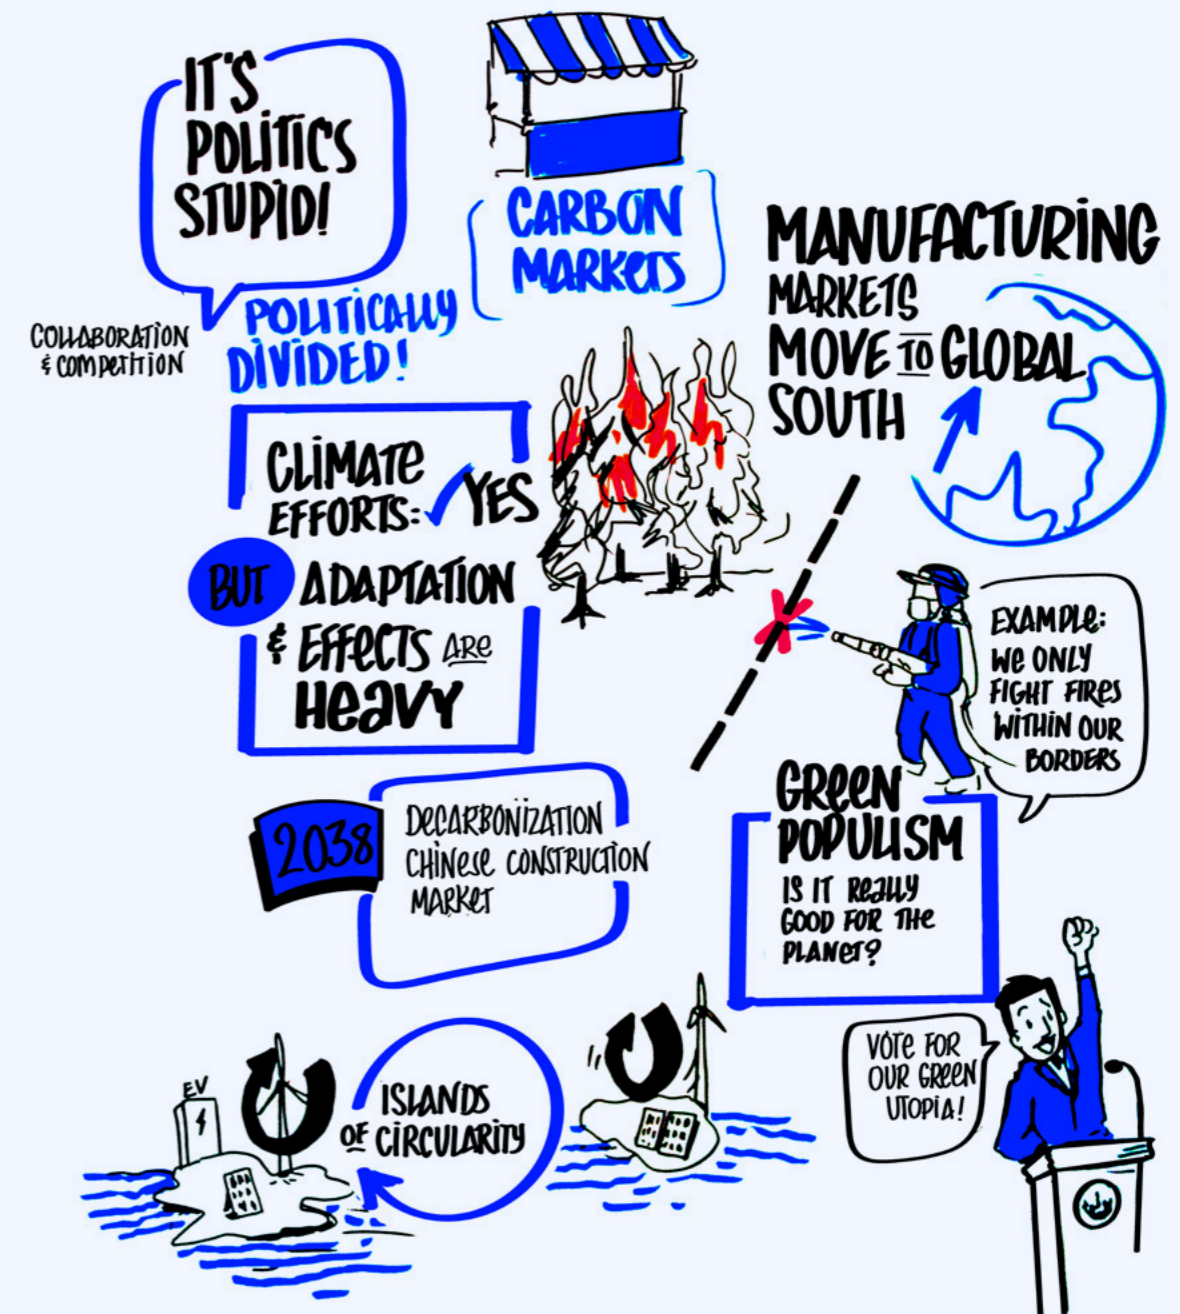 IT'S
POLITICS
STUPID!
COLLABORATION
& COMPETITION
POLITICALLY
DIVIDED!
CARBON
MARKETS
MANUFACTURING
MARKETS
MOVE TO GLOBAL
SOUTH
CLIMATE
EFFORTS: YES
BUT ADAPTATION
& EFFECTS ARE
HEAVY
EXAMPLE:
WE ONLY
FIGHT FIRES
WITHIN OUR
BORDERS
2038
DECARBONIZATION
CHINESE CONSTRUCTION
MARKET
GREEN
POPULISM
IS IT REALLY
GOOD FOR THE
PLANET?
VOTE FOR
OUR GREEN
UTOPIA!
EV
ISLANDS
OF CIRCULARITY